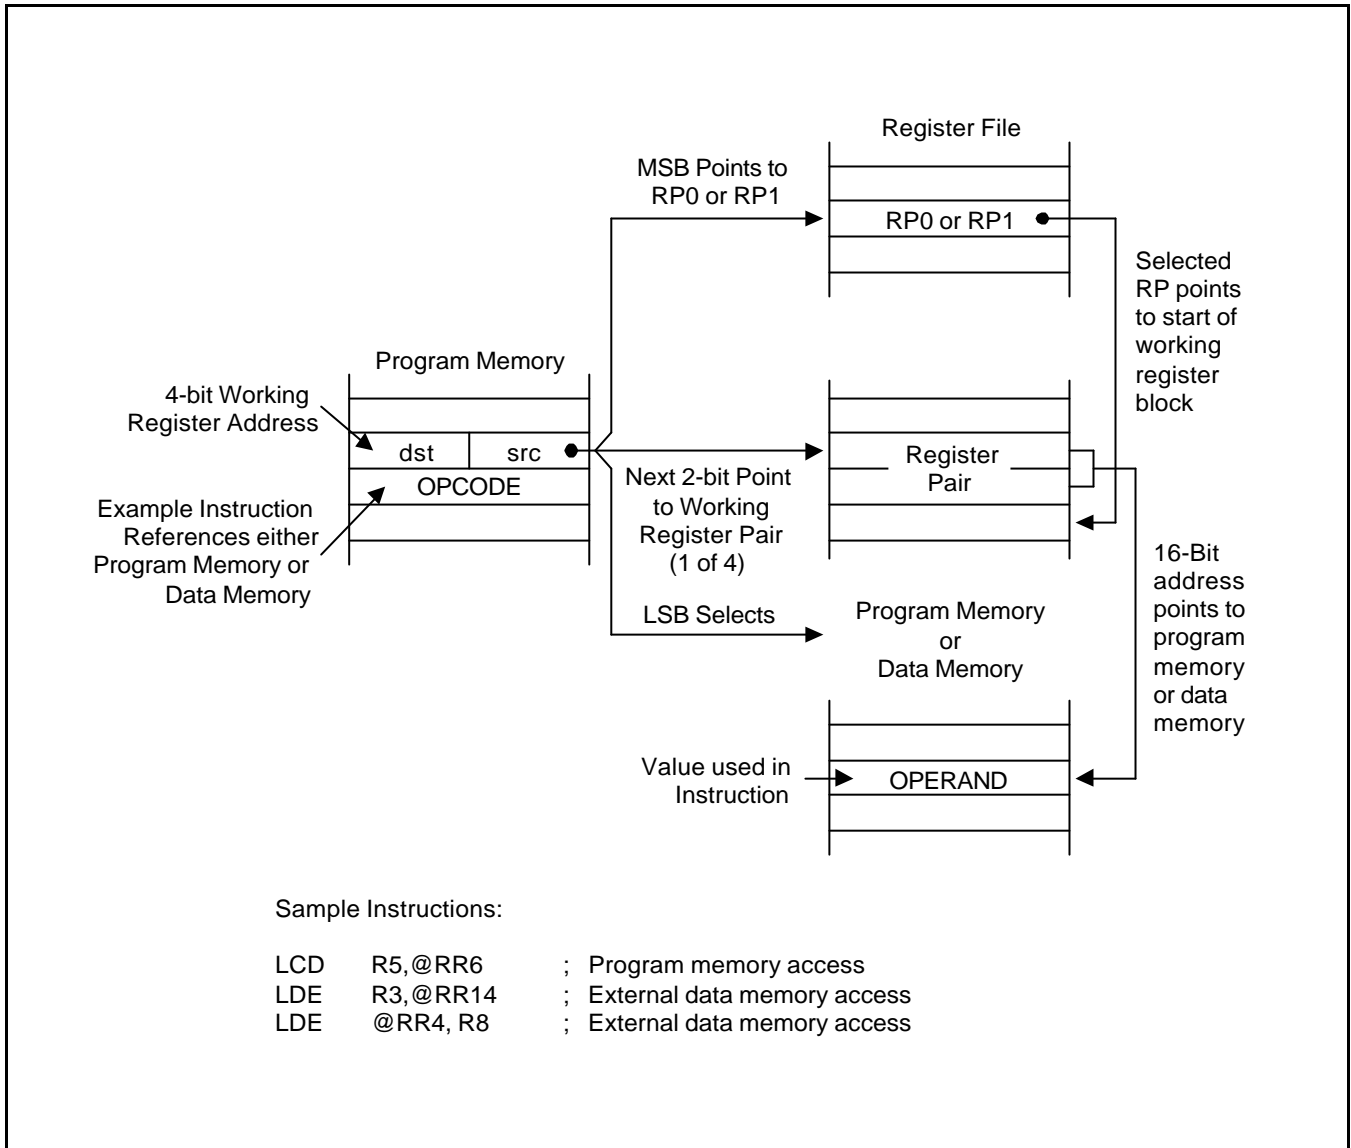 Register File
MSB Points to
RP0 or RP1
RP0 or RP1
Selected
RP points
to start of
working
register
block
Program Memory
4-bit Working
Register Address
dst src
OPCODE
Example Instruction
References either
Program Memory or
Data Memory
Next 2-bit Point
to Working
Register Pair
(1 of 4)
Register
Pair
LSB Selects
Program Memory
or
Data Memory
16-Bit
address
points to
program
memory
or data
memory
Value used in
Instruction
OPERAND
Sample Instructions:
LCD R5,@RR6 ; Program memory access
LDE R3,@RR14 ; External data memory access
LDE @RR4, R8 ; External data memory access